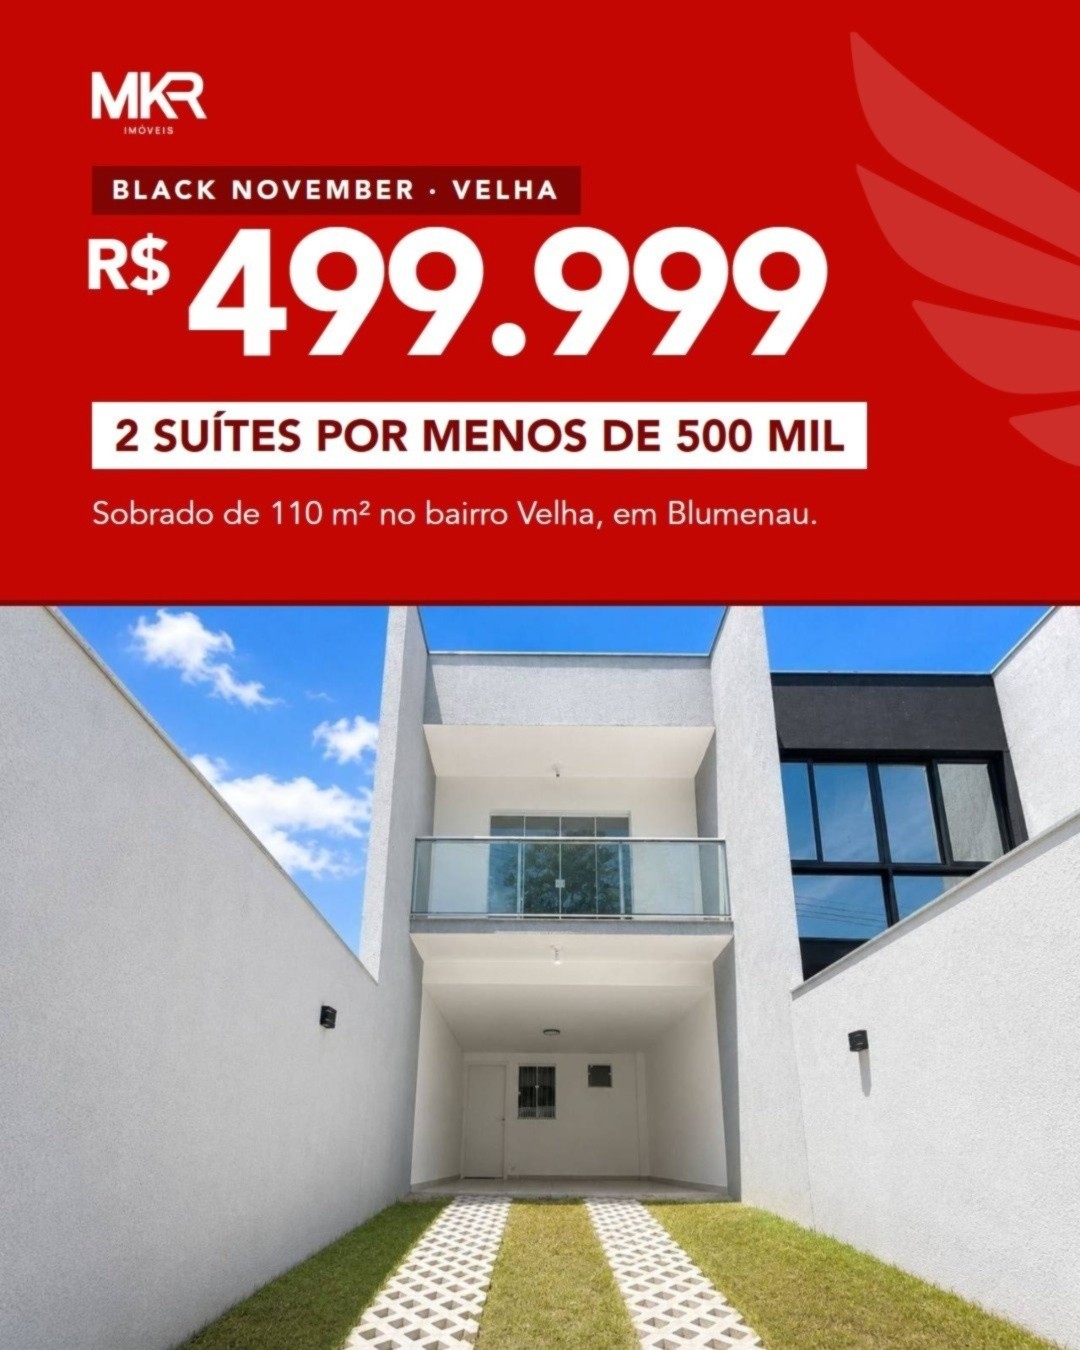 MKR
IMÓVEIS
BLACK NOVEMBER · VELHA
R$ 499.999
2 SUÍTES POR MENOS DE 500 MIL
Sobrado de 110 m² no bairro Velha, em Blumenau.